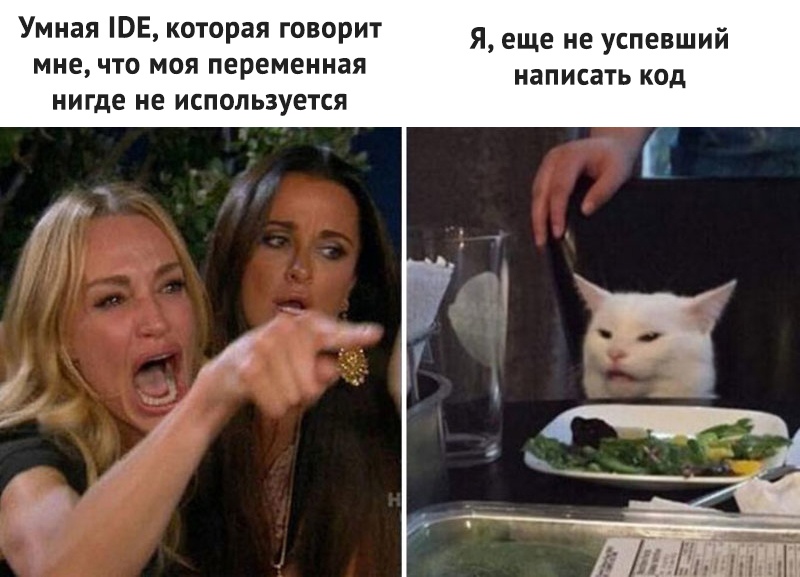 Умная IDE, которая говорит
мне, что моя переменная
нигде не используется
Я, еще не успевший
написать код